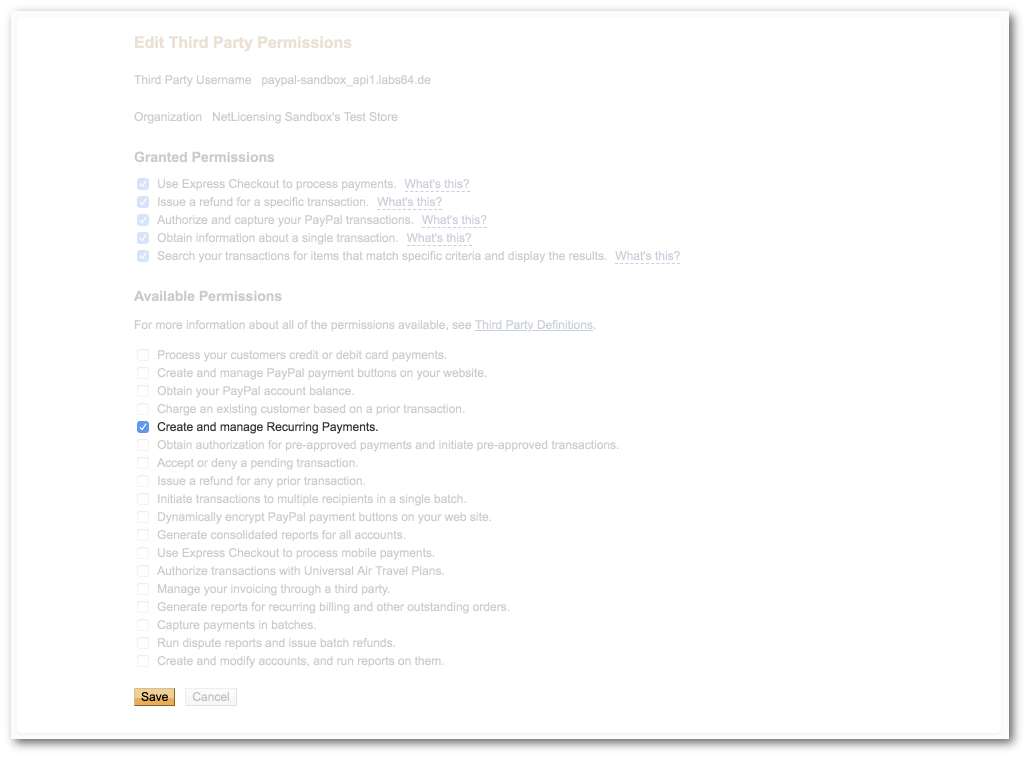 Edit Third Party Permissions
Third Party Username paypal-sandbox_api1.labs64.de
Organization NetLicensing Sandbox's Test Store
Granted Permissions
Use Express Checkout to process payments. What's this?
Issue a refund for a specific transaction. What's this?
Authorize and capture your PayPal transactions. What's this?
Obtain information about a single transaction. What's this?
Search your transactions for items that match specific criteria and display the results. What's this?
Available Permissions
For more information about all of the permissions available, see Third Party Definitions.
Process your customers credit or debit card payments.
Create and manage PayPal payment buttons on your website.
Obtain your PayPal account balance.
Charge an existing customer based on a prior transaction.
Create and manage Recurring Payments.
Obtain authorization for pre-approved payments and initiate pre-approved transactions.
Accept or deny a pending transaction.
Issue a refund for any prior transaction.
Initiate transactions to multiple recipients in a single batch.
Dynamically encrypt PayPal payment buttons on your web site.
Generate consolidated reports for all accounts.
Use Express Checkout to process mobile payments.
Authorize transactions with Universal Air Travel Plans.
Manage your invoicing through a third party.
Generate reports for recurring billing and other outstanding orders.
Capture payments in batches.
Run dispute reports and issue batch refunds.
Create and modify accounts, and run reports on them.
Save Cancel